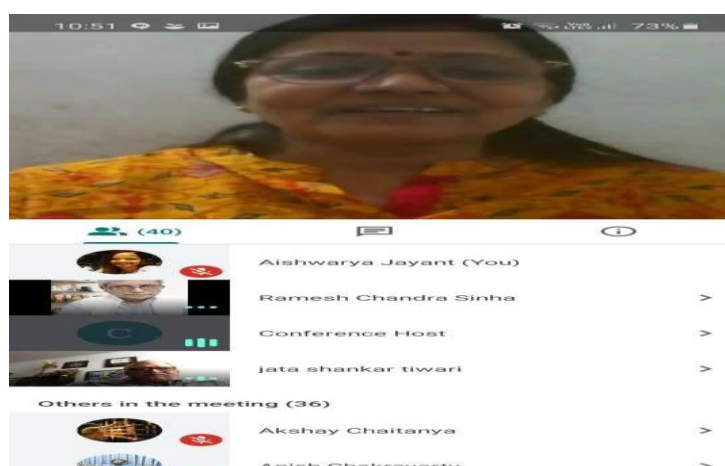 10:51 73%
(40)
Aishwarya Jayant (You)
Ramesh Chandra Sinha
C Conference Host
jata shankar tiwari
Others in the meeting (36)
Akshay Chaitanya